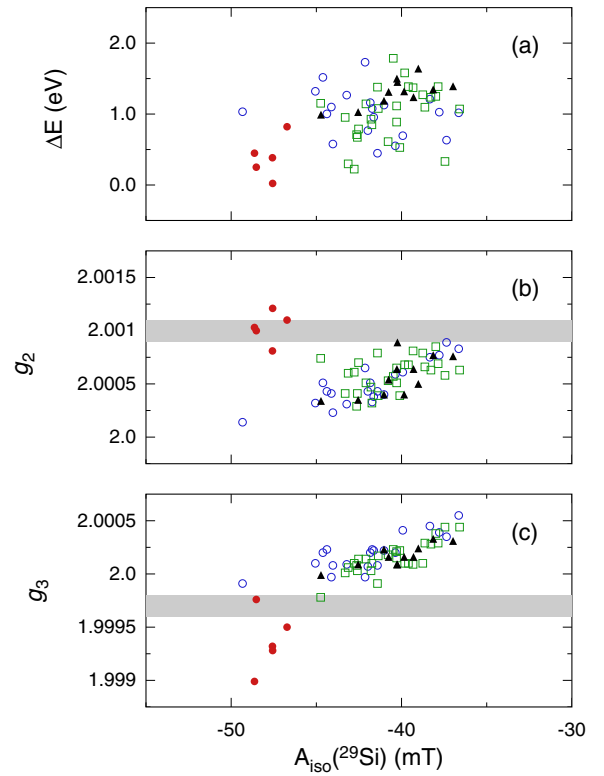 (a)
2.0
1.0
0.0
ΔE (eV)
(b)
2.0015
2.001
2.0005
2.0
g₂
(c)
2.0005
2.0
1.9995
1.999
g₃
-50 -40 -30
A_iso(²⁹Si) (mT)